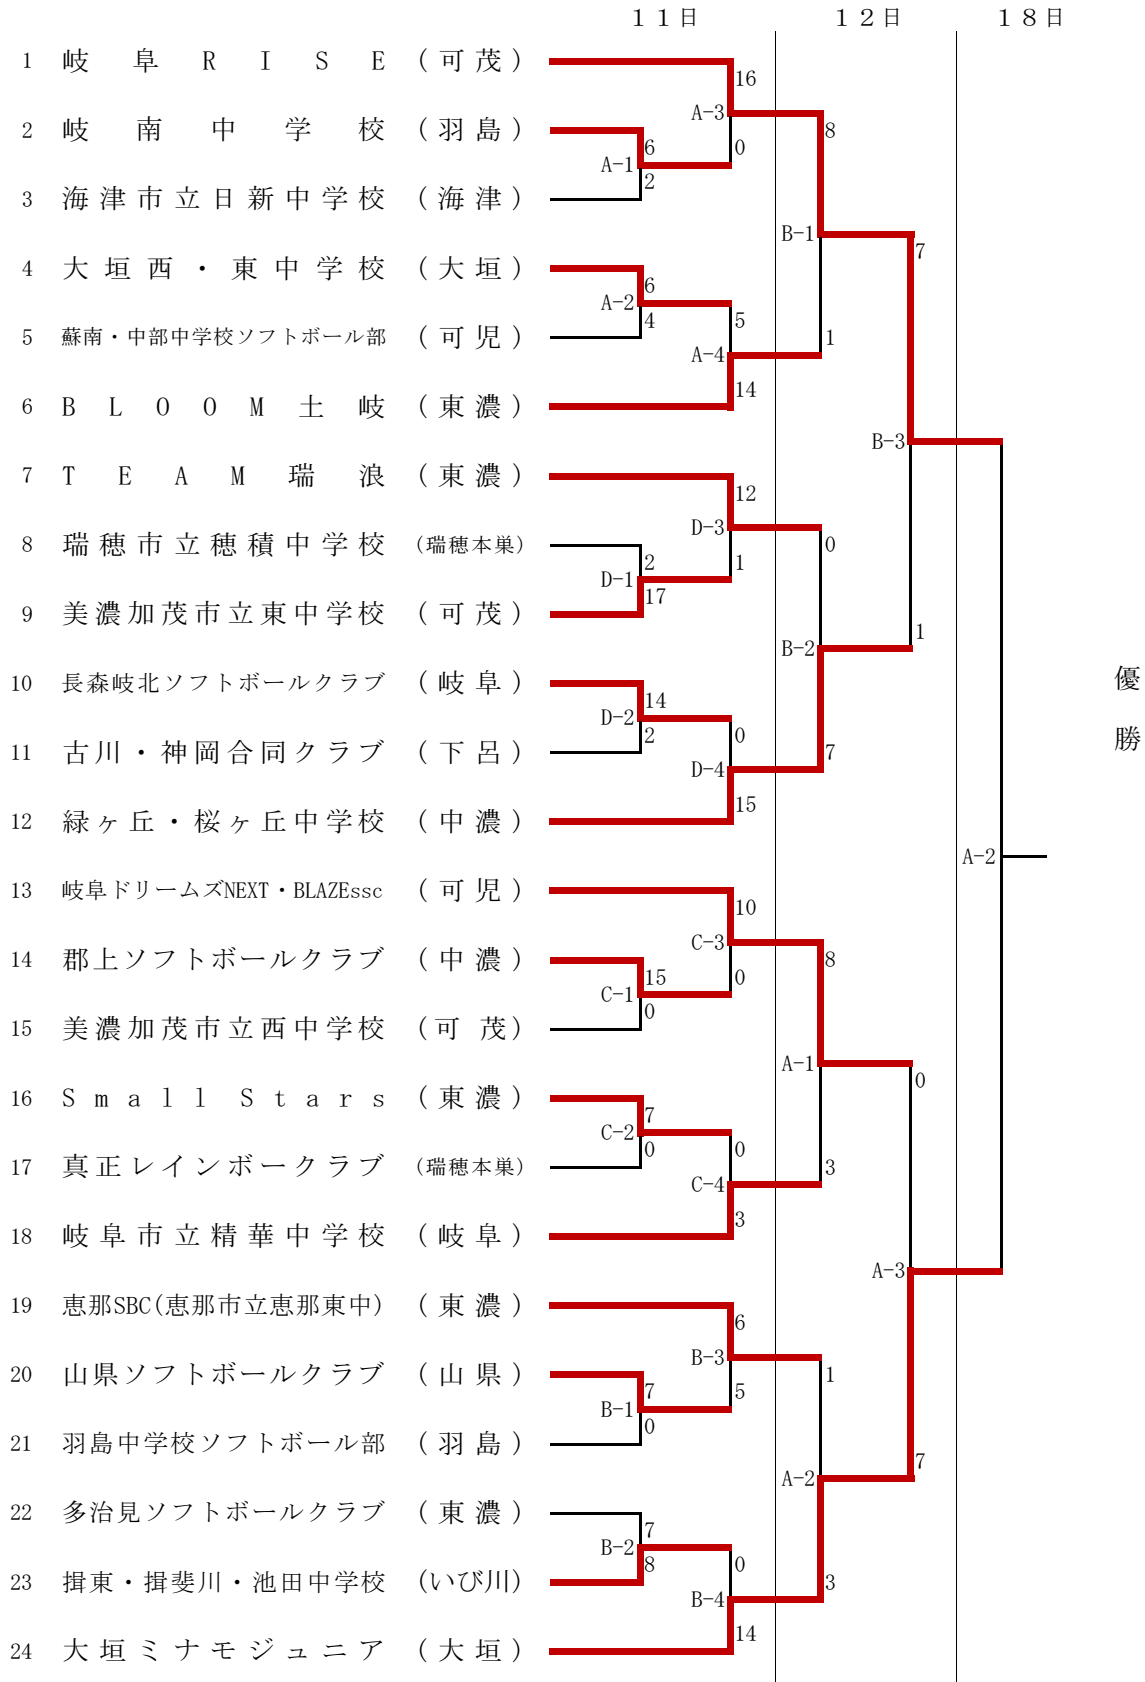 １１日 １２日 １８日
1 岐阜ＲＩＳＥ (可茂)
16
A-3 8
2 岐南中学校 (羽島)
6 0
A-1
2
3 海津市立日新中学校 (海津)
B-1
7
4 大垣西・東中学校 (大垣)
6
A-2 5
4
5 蘇南・中部中学校ソフトボール部 (可児)
1
A-4
14
6 ＢＬＯＯＭ土岐 (東濃)
B-3
7 ＴＥＡＭ瑞浪 (東濃)
12
D-3 0
8 瑞穂市立穂積中学校 (瑞穂本巣)
2 1
D-1
17
9 美濃加茂市立東中学校 (可茂)
1
B-2
10 長森岐北ソフトボールクラブ (岐阜)
14
D-2 0
2
11 古川・神岡合同クラブ (下呂)
7
D-4
15
12 緑ヶ丘・桜ヶ丘中学校 (中濃)
優
勝
A-2
13 岐阜ドリームズNEXT・BLAZEssc (可児)
10
C-3 8
14 郡上ソフトボールクラブ (中濃)
15 0
C-1
0
15 美濃加茂市立西中学校 (可茂)
A-1
0
16 Small Stars (東濃)
7
C-2 0
0
17 真正レインボークラブ (瑞穂本巣)
3
C-4
3
18 岐阜市立精華中学校 (岐阜)
A-3
19 恵那SBC(恵那市立恵那東中) (東濃)
6
B-3 1
20 山県ソフトボールクラブ (山県)
7 5
B-1
0
21 羽島中学校ソフトボール部 (羽島)
7
A-2
22 多治見ソフトボールクラブ (東濃)
7
B-2 0
8
23 揖東・揖斐川・池田中学校 (いび川)
3
B-4
14
24 大垣ミナモジュニア (大垣)